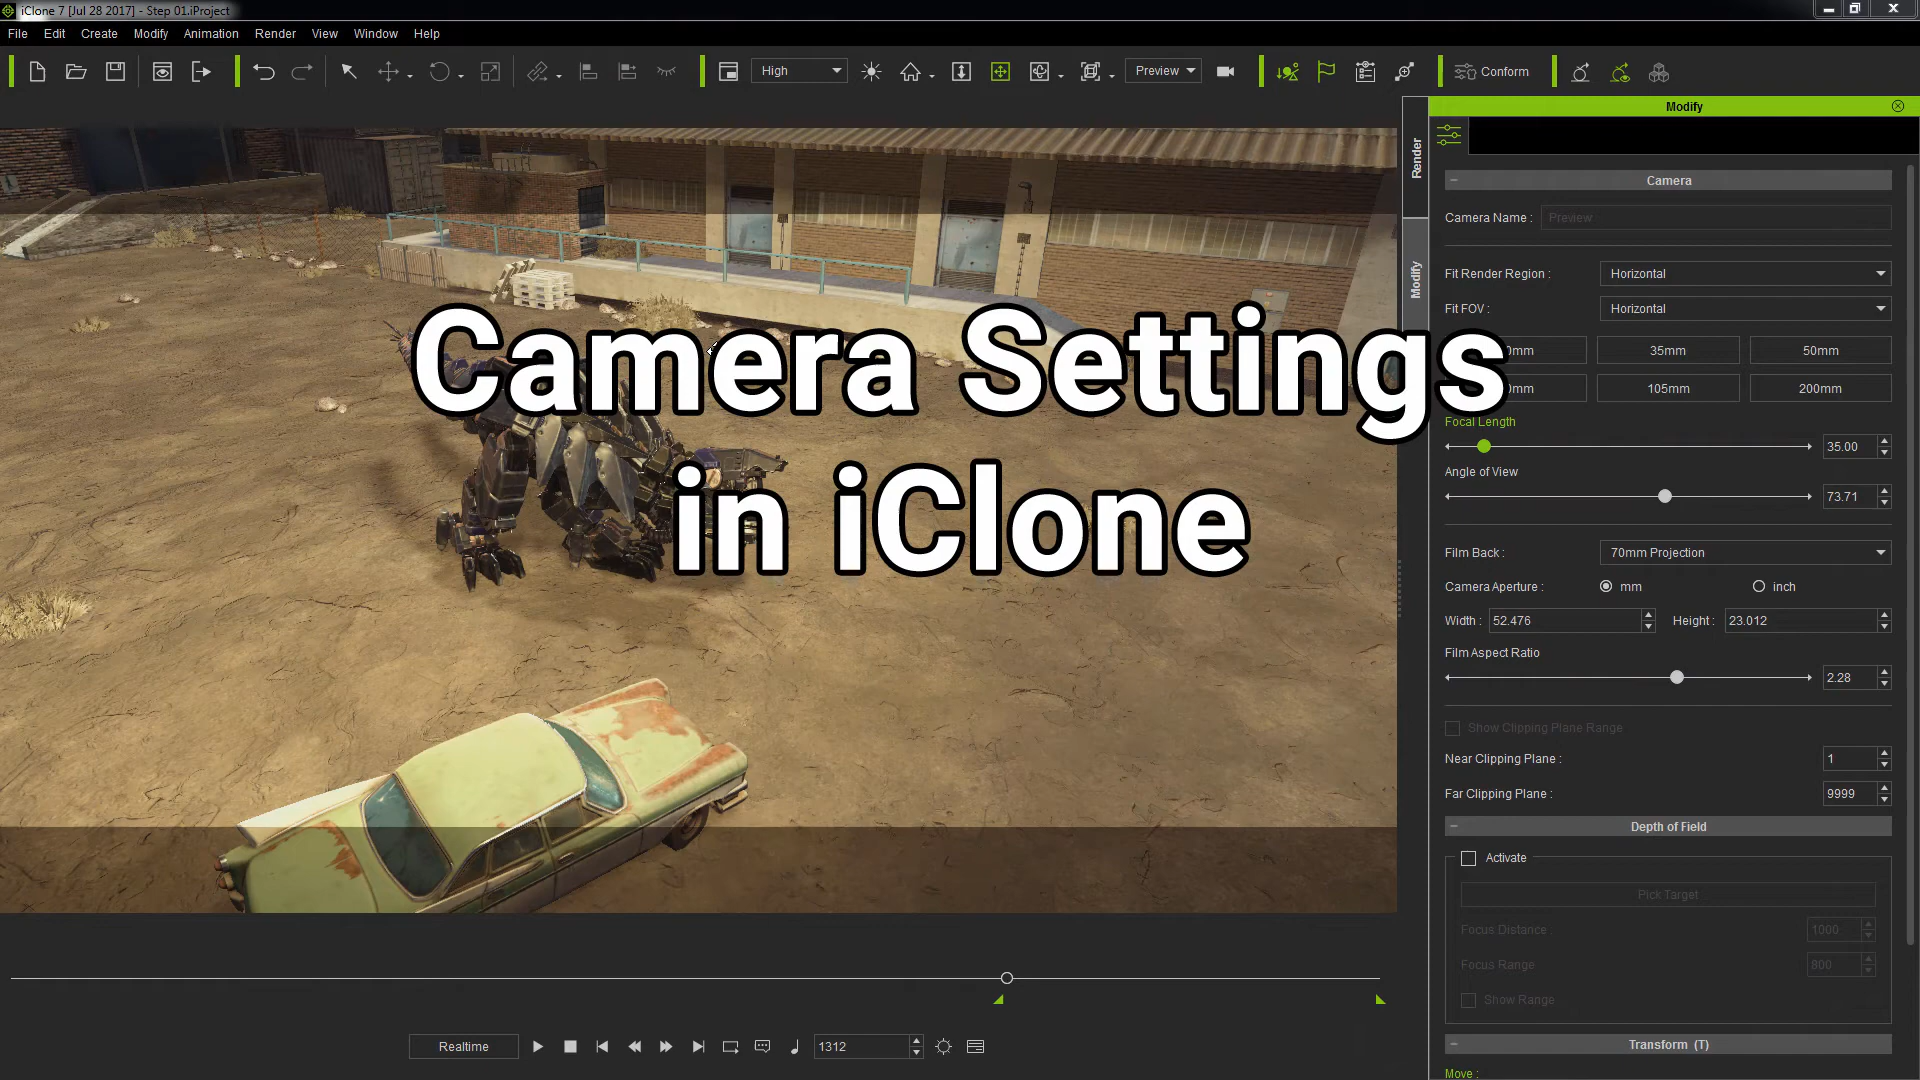 iClone 7 [Jul 28 2017] - Step 01.iProject
File Edit Create Modify Animation Render View Window Help
High
Preview
Conform
Modify
Render
Modify
Camera
Camera Name : Preview
Fit Render Region : Horizontal
Fit FOV : Horizontal
35mm 50mm
105mm 200mm
Camera Settings
in iClone
Focal Length
35.00
Angle of View
73.71
Film Back : 70mm Projection
Camera Aperture : mm inch
Width : 52.476 Height : 23.012
Film Aspect Ratio
2.28
Show Clipping Plane Range
Near Clipping Plane : 1
Far Clipping Plane : 9999
Depth of Field
Activate
Pick Target
Focus Distance : 1000
Focus Range 800
Show Range
Transform (T)
Move :
Realtime 1312